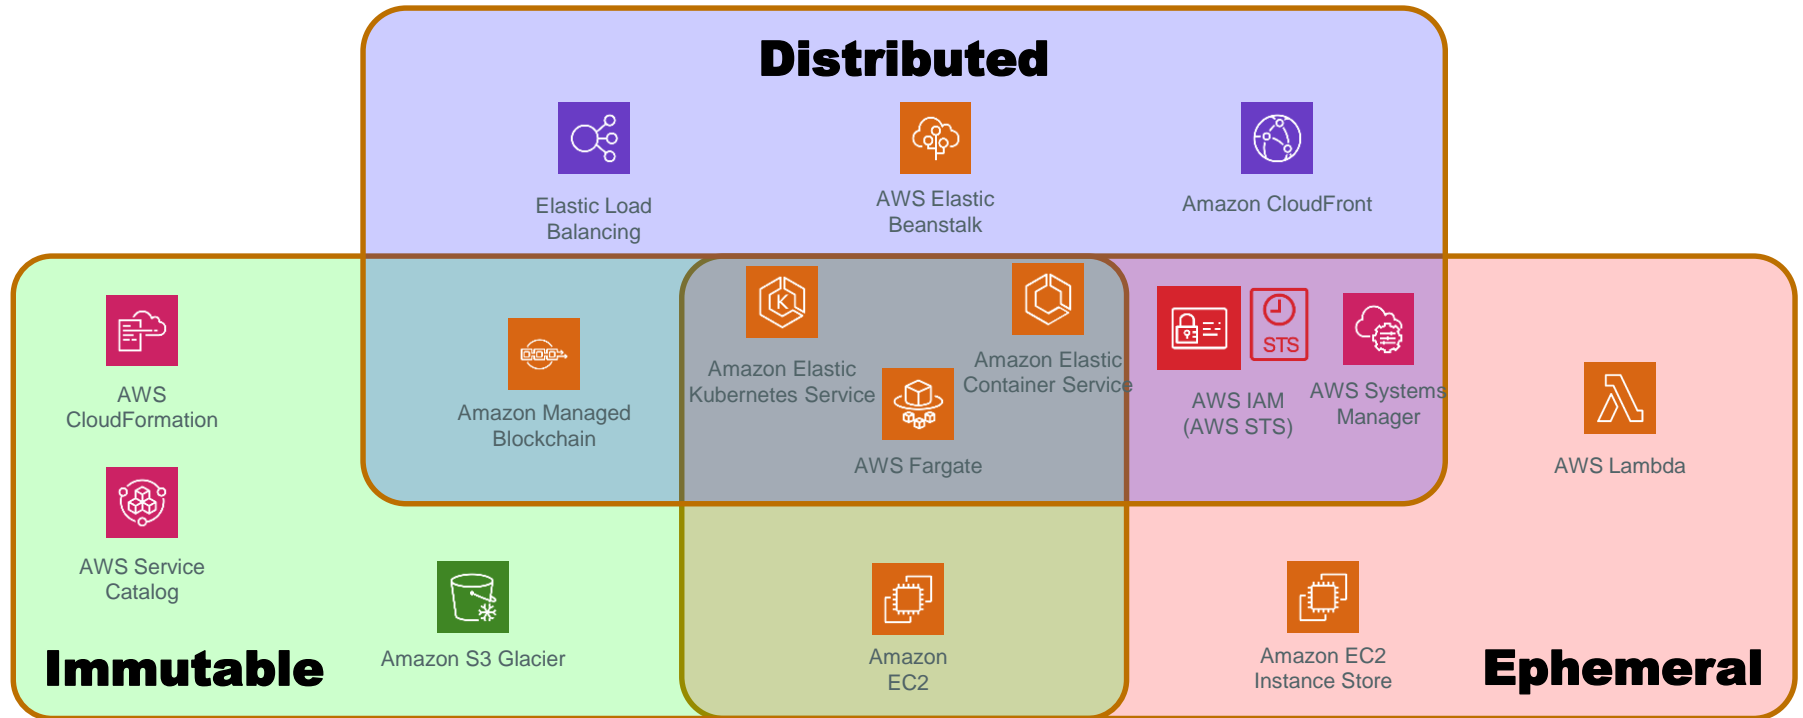 Distributed
Elastic Load
Balancing
AWS Elastic
Beanstalk
Amazon CloudFront
AWS
CloudFormation
Amazon Managed
Blockchain
K
Amazon Elastic
Kubernetes Service
Amazon Elastic
Container Service
AWS Fargate
STS
AWS IAM
(AWS STS)
AWS Systems
Manager
AWS Lambda
AWS Service
Catalog
Amazon S3 Glacier
Amazon
EC2
Amazon EC2
Instance Store
Immutable
Ephemeral